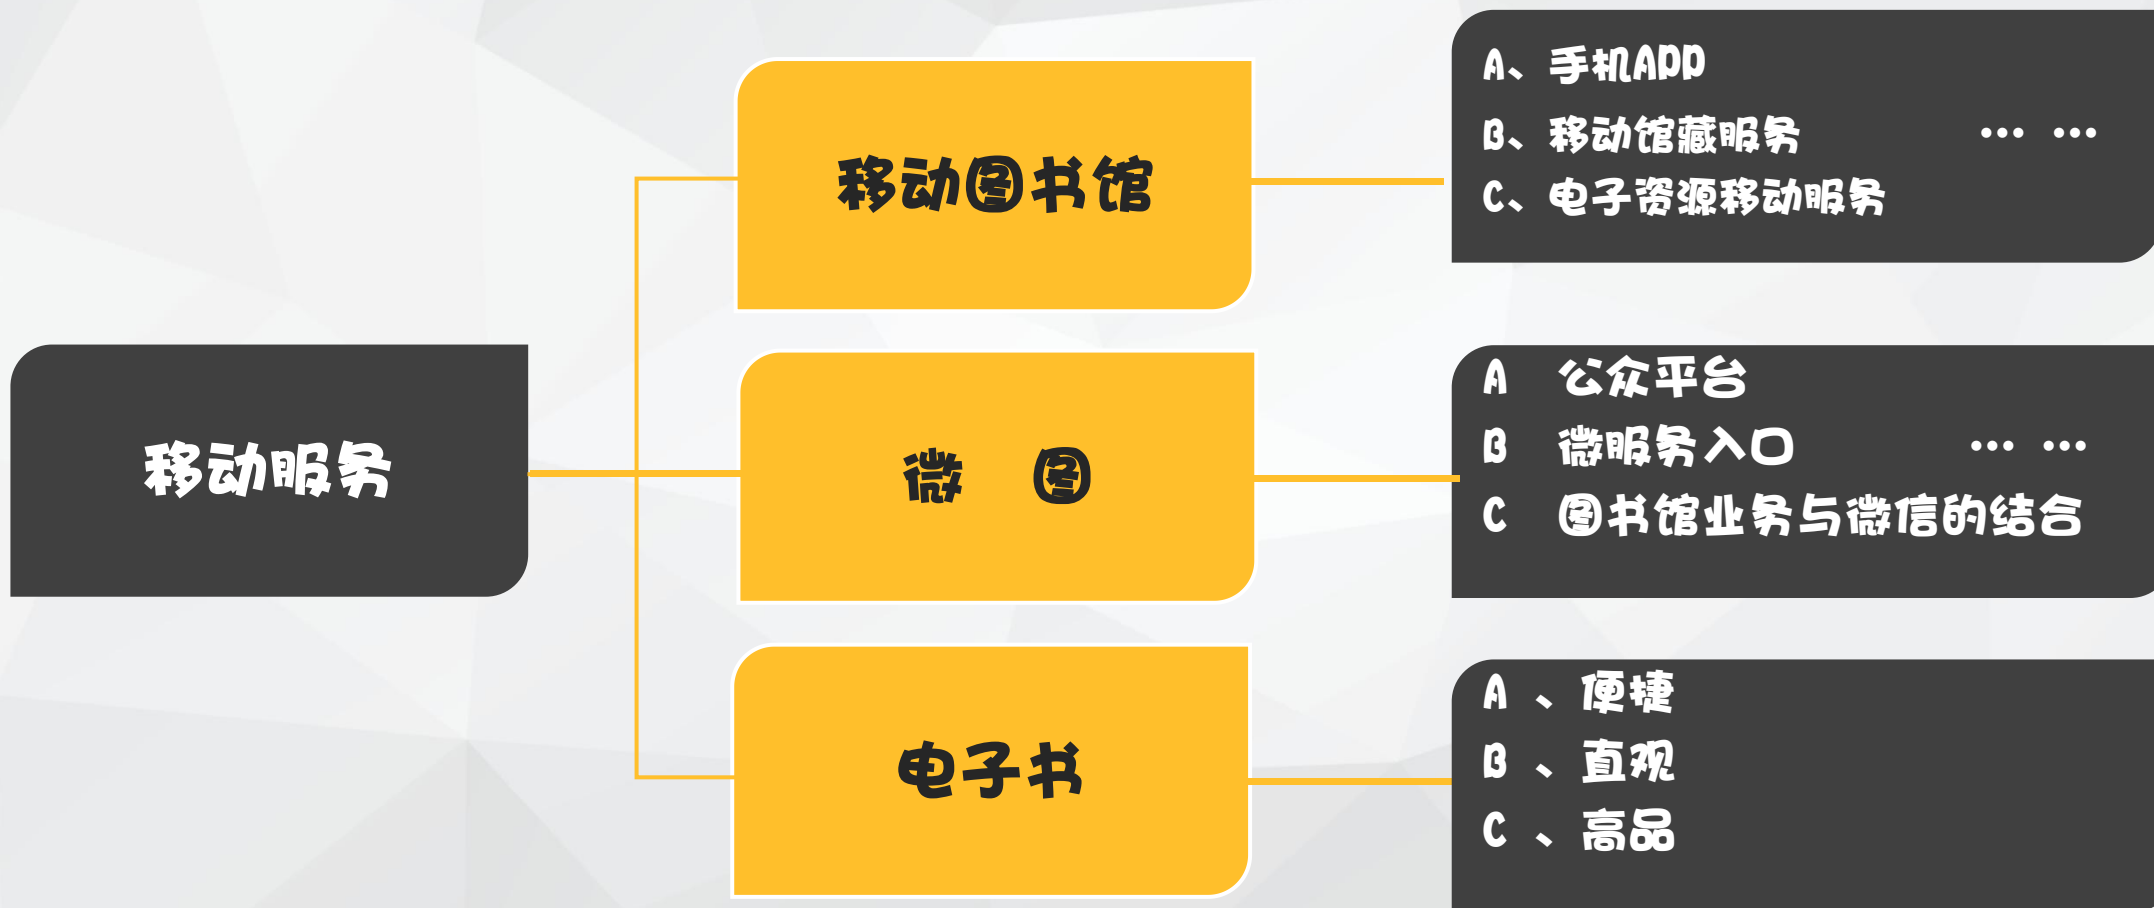 移动服务
移动图书馆
A、手机APP
B、移动馆藏服务 … …
C、电子资源移动服务
微 图
A 公众平台
B 微服务入口 … …
C 图书馆业务与微信的结合
电子书
A 、便捷
B 、直观
C 、高品